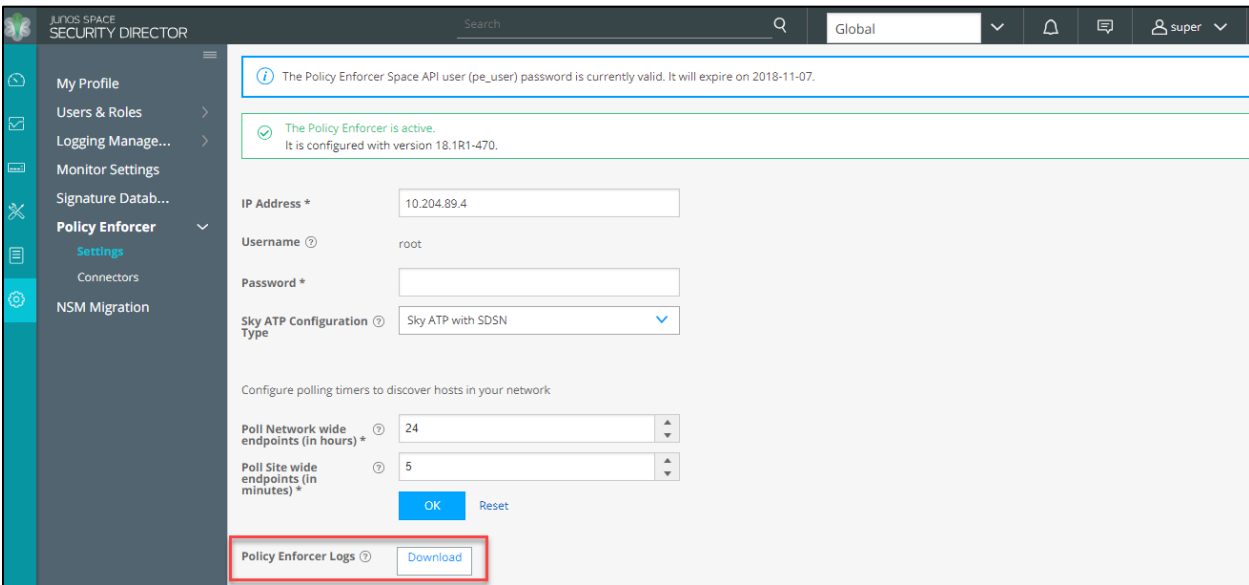 JUNOS SPACE
SECURITY DIRECTOR
Search
Global
super
My Profile
Users & Roles
Logging Manage...
Monitor Settings
Signature Datab...
Policy Enforcer
Settings
Connectors
NSM Migration
The Policy Enforcer Space API user (pe_user) password is currently valid. It will expire on 2018-11-07.
The Policy Enforcer is active.
It is configured with version 18.1R1-470.
IP Address *
10.204.89.4
Username
root
Password *
Sky ATP Configuration
Type
Sky ATP with SDSN
Configure polling timers to discover hosts in your network
Poll Network wide
endpoints (in hours) *
24
Poll Site wide
endpoints (in
minutes) *
5
OK
Reset
Policy Enforcer Logs
Download